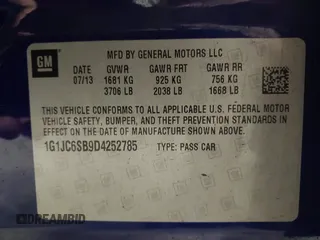 GM
MFD BY GENERAL MOTORS LLC
DATE GVWR GAWR FRT GAWR RR
07/13 1681 KG 925 KG 756 KG
3706 LB 2038 LB 1668 LB
THIS VEHICLE CONFORMS TO ALL APPLICABLE U.S. FEDERAL MOTOR
VEHICLE SAFETY, BUMPER, AND THEFT PREVENTION STANDARDS IN
EFFECT ON THE DATE OF MANUFACTURE SHOWN ABOVE.
1G1JC6SB9D4252785 TYPE: PASS CAR
DREAMBID